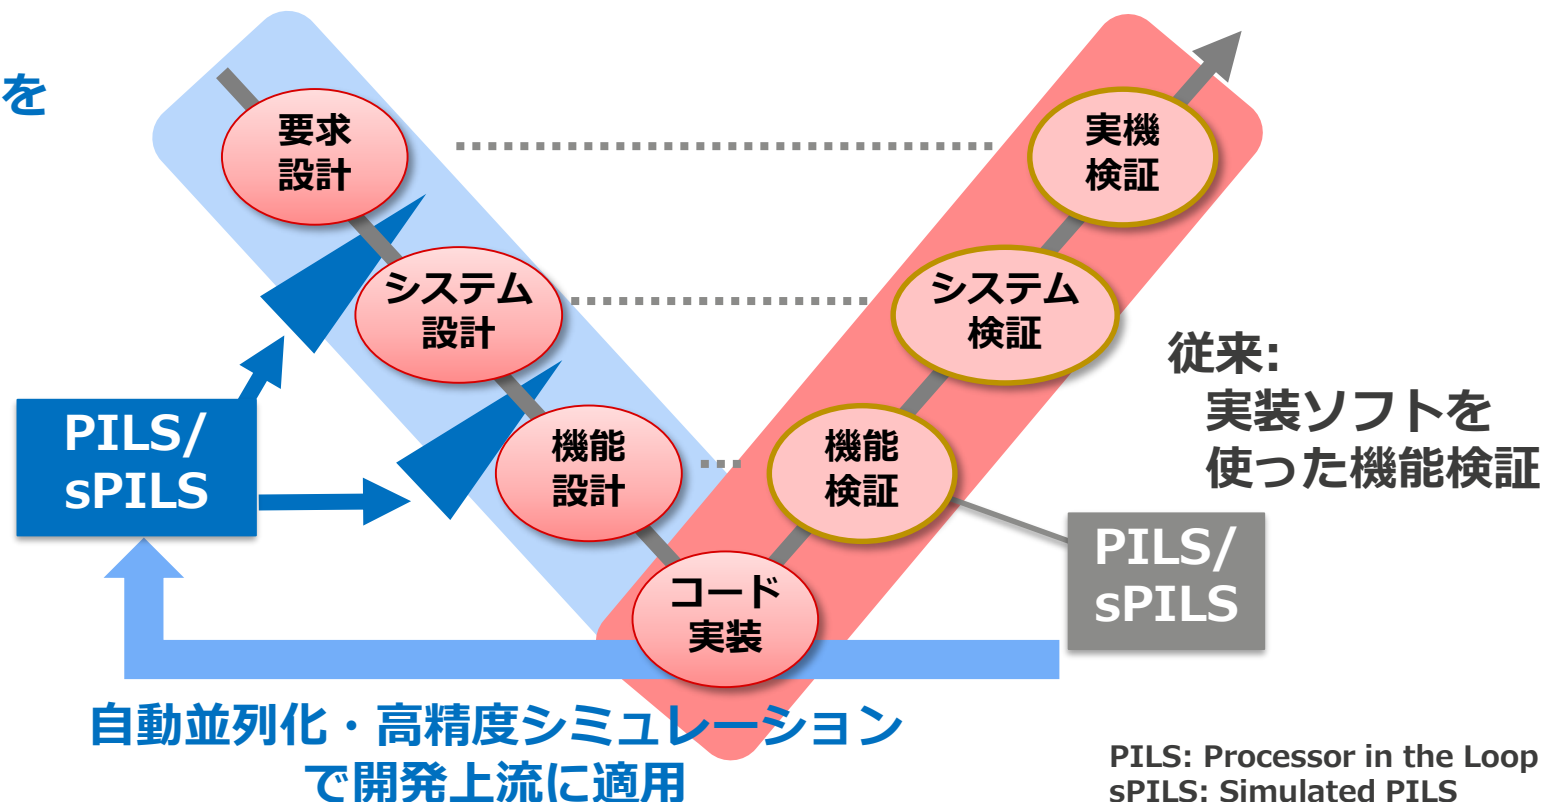 を
要求
設計
実機
検証
システム
設計
システム
検証
従来:
実装ソフトを
使った機能検証
PILS/
sPILS
機能
設計
機能
検証
PILS/
sPILS
コード
実装
自動並列化・高精度シミュレーション
で開発上流に適用
PILS: Processor in the Loop
sPILS: Simulated PILS